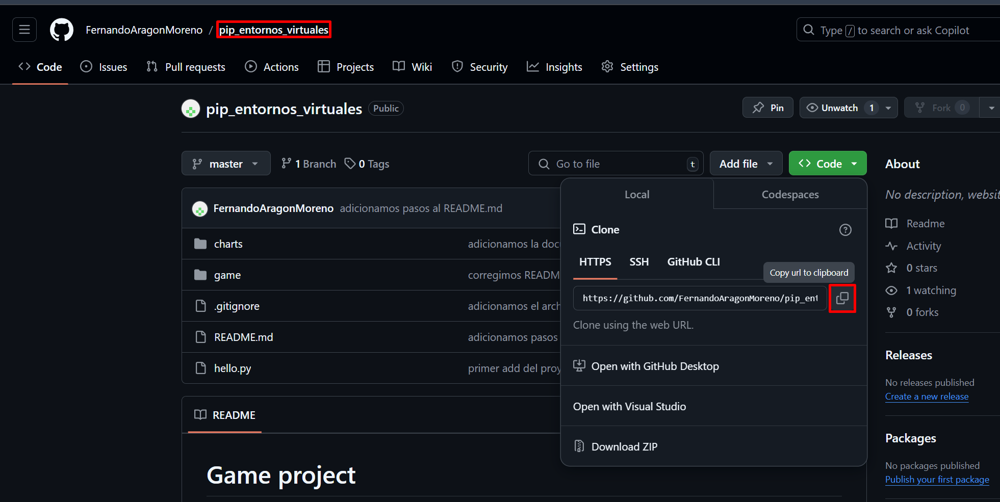 FernandoAragonMoreno / pip_entornos_virtuales
Type / to search or ask Copilot
Code Issues Pull requests Actions Projects Wiki Security Insights Settings
pip_entornos_virtuales Public
Pin Unwatch 1 Fork 0
master 1 Branch 0 Tags Go to file t Add file Code
About
Local Codespaces
No description, websit
FernandoAragonMoreno adicionamos pasos al README.md
Clone
Readme
charts adicionamos la doc
Activity
HTTPS SSH GitHub CLI
Copy url to clipboard
0 stars
game corregimos READM
1 watching
https://github.com/FernandoAragonMoreno/pip_ent
.gitignore adicionamos el arch
0 forks
Clone using the web URL.
README.md adicionamos pasos
Releases
Open with GitHub Desktop
hello.py primer add del proy
No releases published
Create a new release
Open with Visual Studio
README
Packages
Download ZIP
No packages published
Publish your first package
Game project